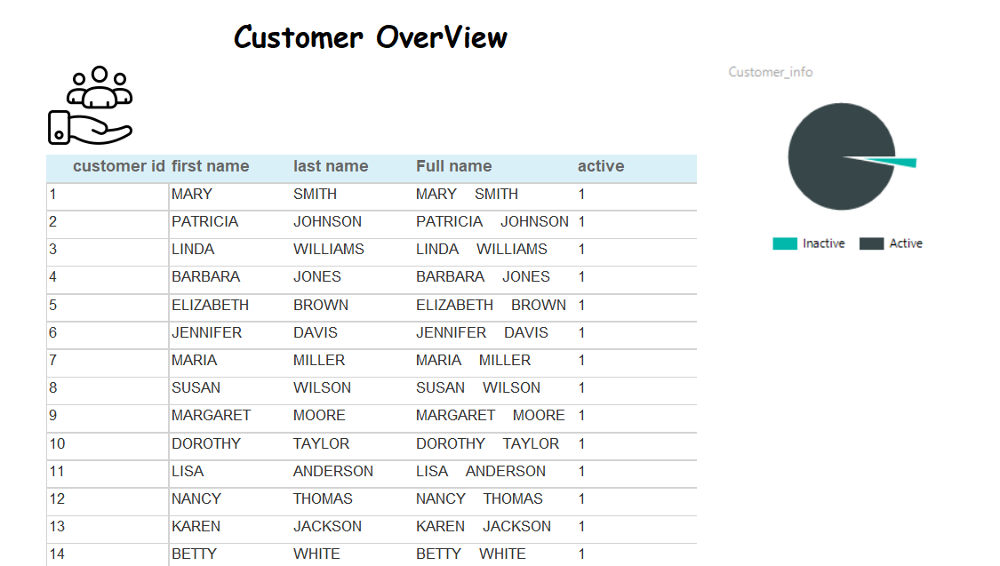 Customer OverView
Customer_info
customer id first name last name Full name active
1 MARY SMITH MARY SMITH 1
2 PATRICIA JOHNSON PATRICIA JOHNSON 1
3 LINDA WILLIAMS LINDA WILLIAMS 1
4 BARBARA JONES BARBARA JONES 1
5 ELIZABETH BROWN ELIZABETH BROWN 1
6 JENNIFER DAVIS JENNIFER DAVIS 1
7 MARIA MILLER MARIA MILLER 1
8 SUSAN WILSON SUSAN WILSON 1
9 MARGARET MOORE MARGARET MOORE 1
10 DOROTHY TAYLOR DOROTHY TAYLOR 1
11 LISA ANDERSON LISA ANDERSON 1
12 NANCY THOMAS NANCY THOMAS 1
13 KAREN JACKSON KAREN JACKSON 1
14 BETTY WHITE BETTY WHITE 1
Inactive Active